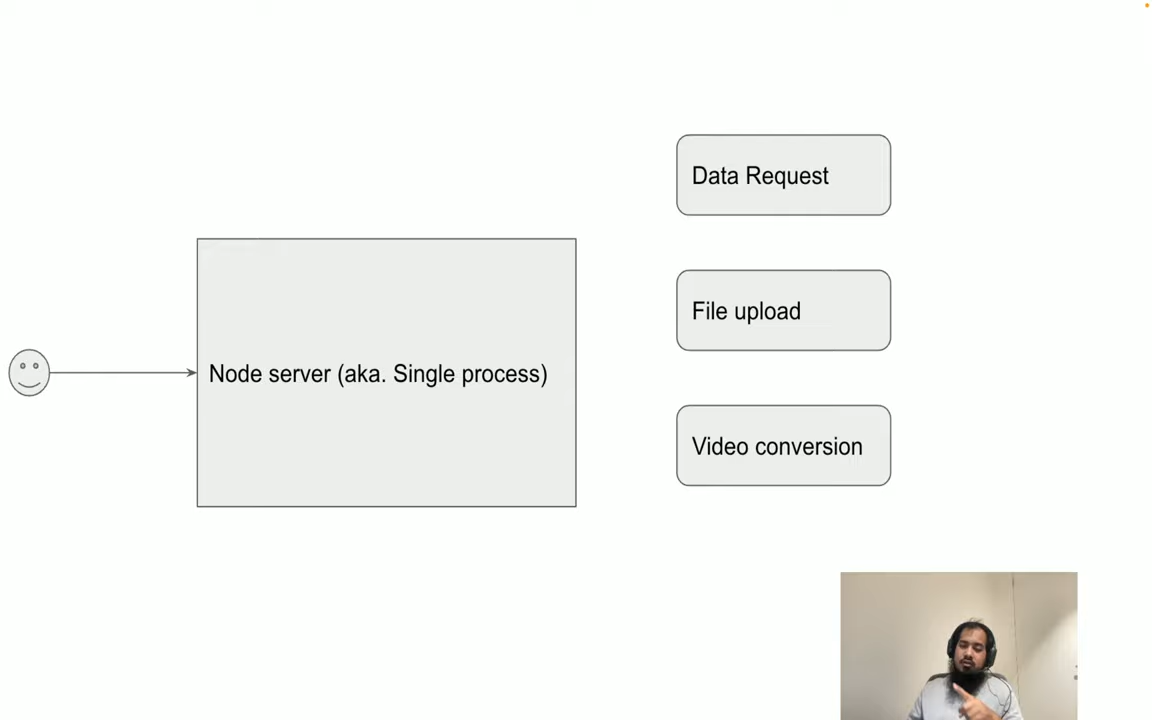 Data Request
File upload
Node server (aka. Single process)
Video conversion